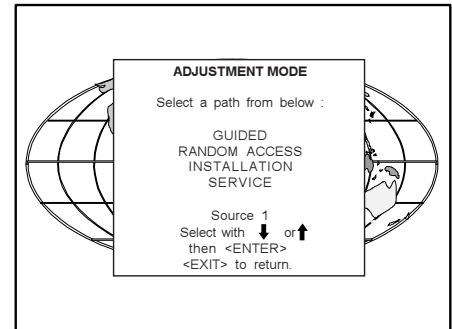 ADJUSTMENT MODE
Select a path from below :
GUIDED
RANDOM ACCESS
INSTALLATION
SERVICE
Source 1
Select with ⬇ or ⬆
then <ENTER>
<EXIT> to return.